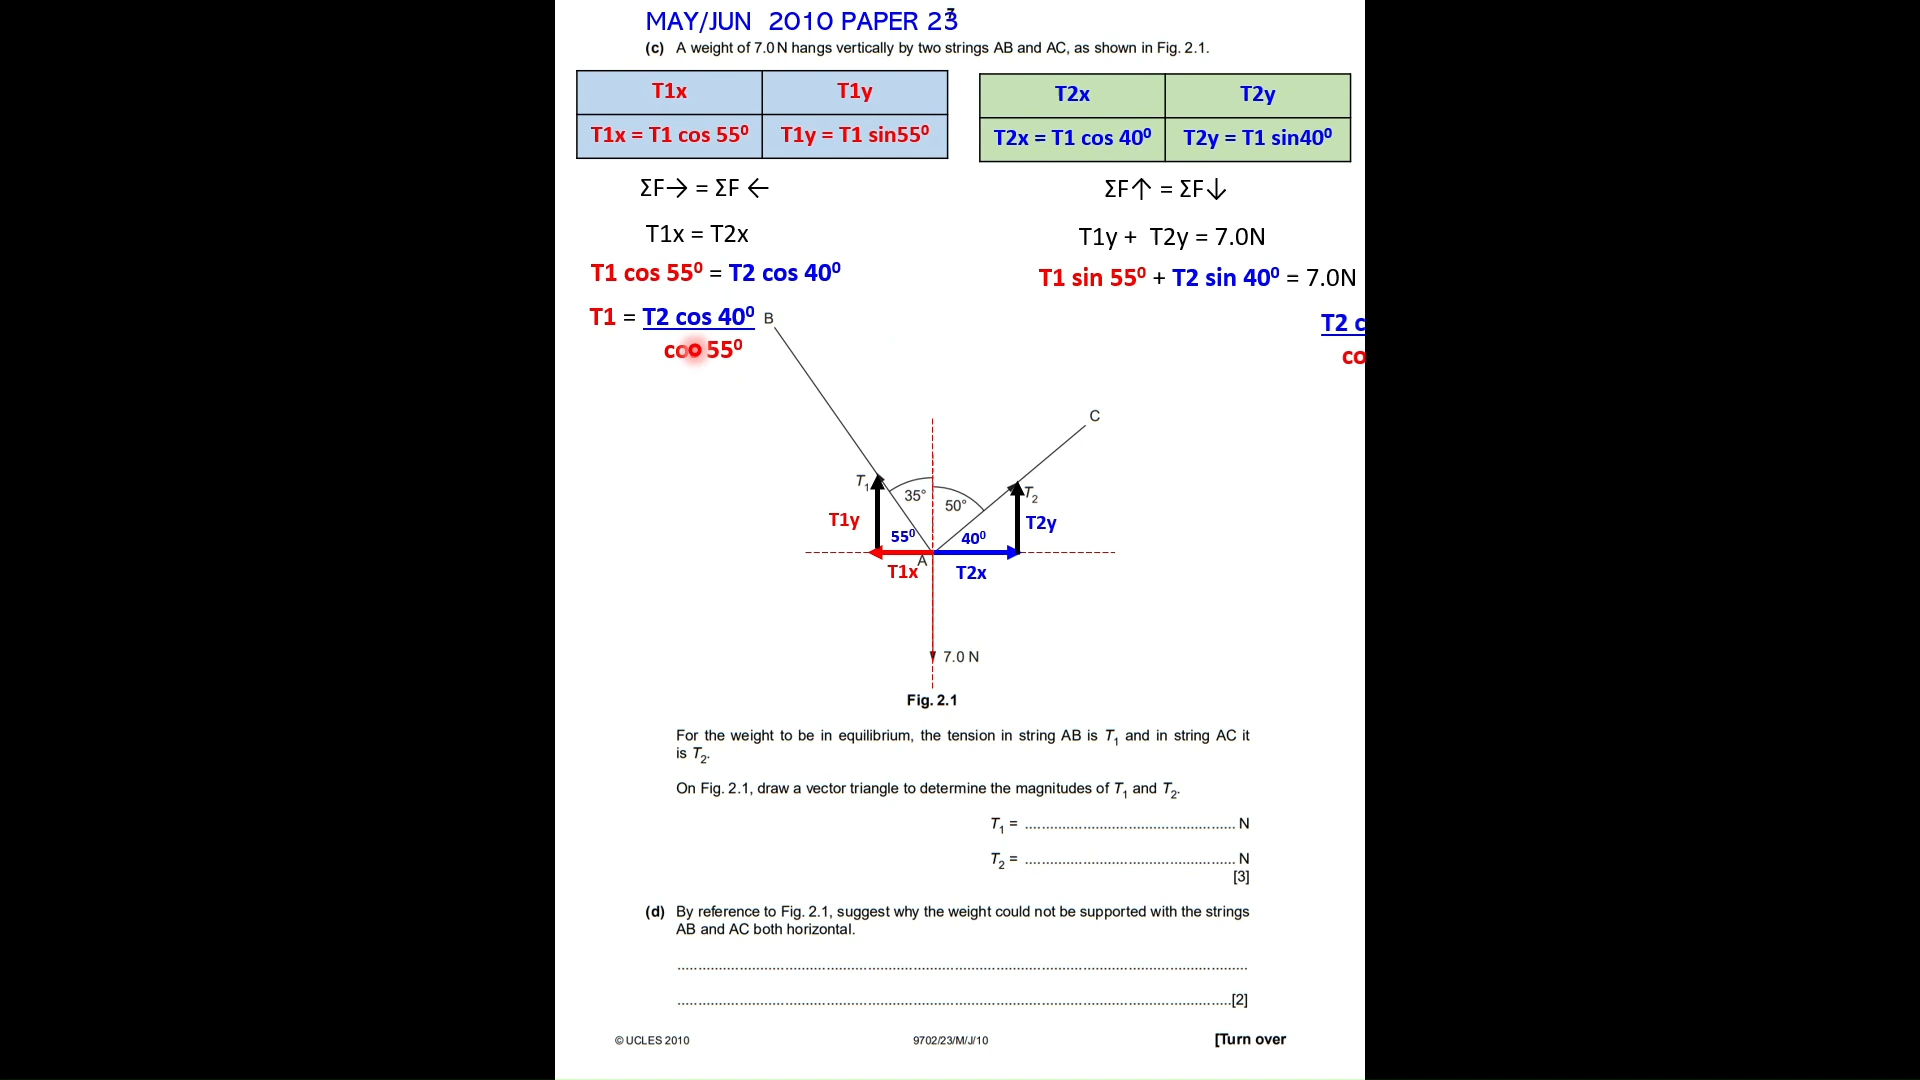 MAY/JUN 2010 PAPER 23
(c) A weight of 7.0 N hangs vertically by two strings AB and AC, as shown in Fig. 2.1.
T1x T1y
T1x = T1 cos 55⁰ T1y = T1 sin55⁰
T2x T2y
T2x = T1 cos 40⁰ T2y = T1 sin40⁰
ΣF→ = ΣF ←
ΣF↑ = ΣF↓
T1x = T2x
T1y + T2y = 7.0N
T1 cos 55⁰ = T2 cos 40⁰
T1 sin 55⁰ + T2 sin 40⁰ = 7.0N
T1 = T2 cos 40⁰
cos 55⁰
T2 c
co
B
C
T₁
35°
50°
T₂
T1y
55⁰
40⁰
T2y
A
T1x
T2x
7.0 N
Fig. 2.1
For the weight to be in equilibrium, the tension in string AB is T₁ and in string AC it
is T₂.
On Fig. 2.1, draw a vector triangle to determine the magnitudes of T₁ and T₂.
T₁ = .................................................. N
T₂ = .................................................. N
[3]
(d) By reference to Fig. 2.1, suggest why the weight could not be supported with the strings
AB and AC both horizontal.
..........................................................................................................................................
......................................................................................................................................[2]
© UCLES 2010 9702/23/M/J/10 [Turn over